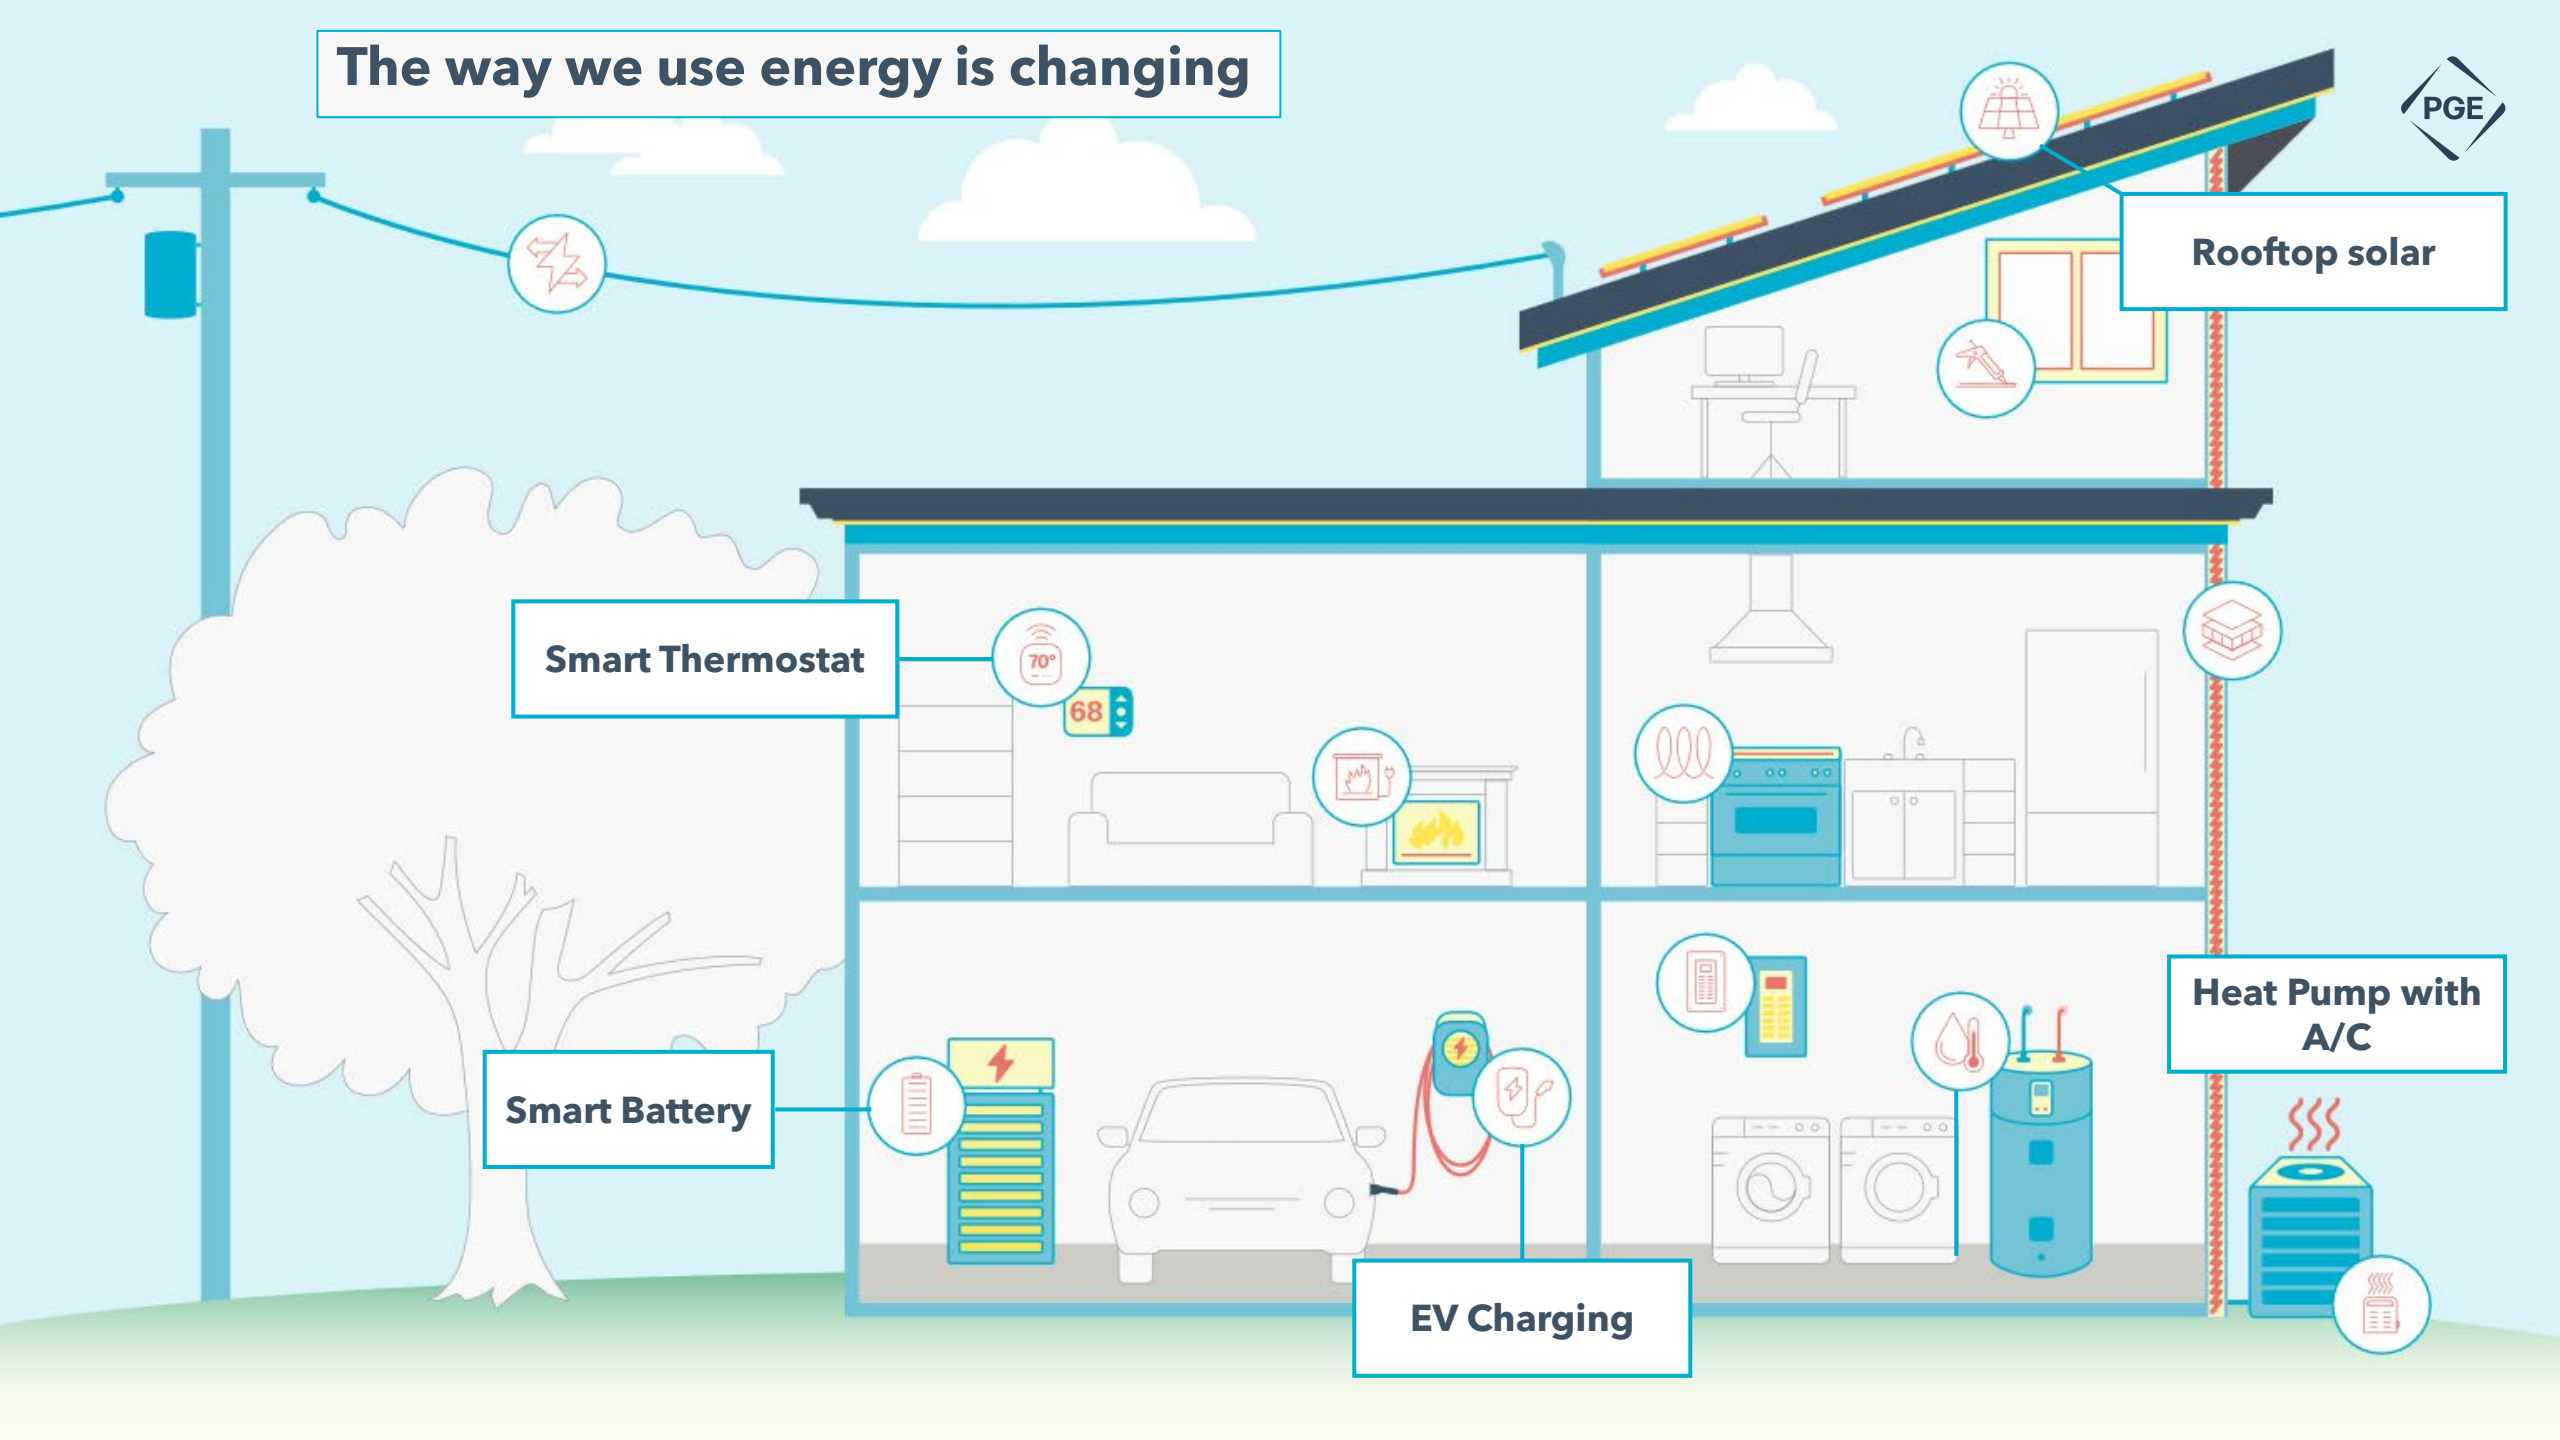 The way we use energy is changing
PGE
Rooftop solar
Smart Thermostat
70°
68
Heat Pump with
A/C
Smart Battery
EV Charging